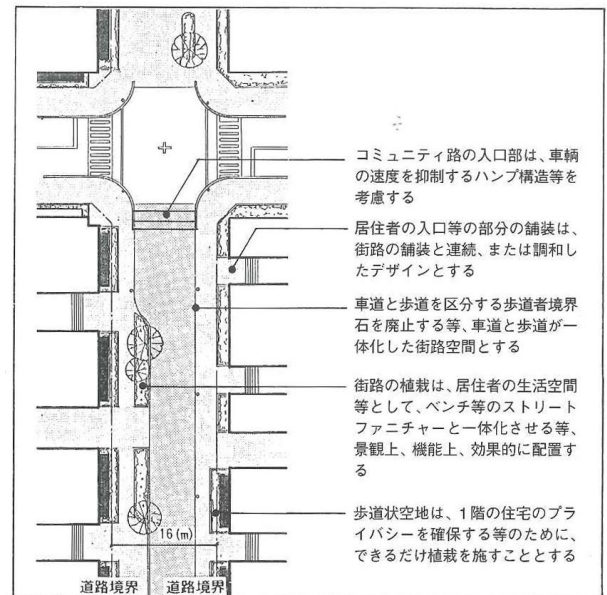 コミュニティ路の入口部は、車輌
の速度を抑制するハンプ構造等を
考慮する
居住者の入口等の部分の舗装は、
街路の舗装と連続、または調和し
たデザインとする
車道と歩道を区分する歩道者境界
石を廃止する等、車道と歩道が一
体化した街路空間とする
街路の植栽は、居住者の生活空間
等として、ベンチ等のストリート
ファニチャーと一体化させる等、
景観上、機能上、効果的に配置す
る
歩道状空地は、1階の住宅のプラ
イバシーを確保する等のために、
できるだけ植栽を施すこととする
16(m)
道路境界 道路境界